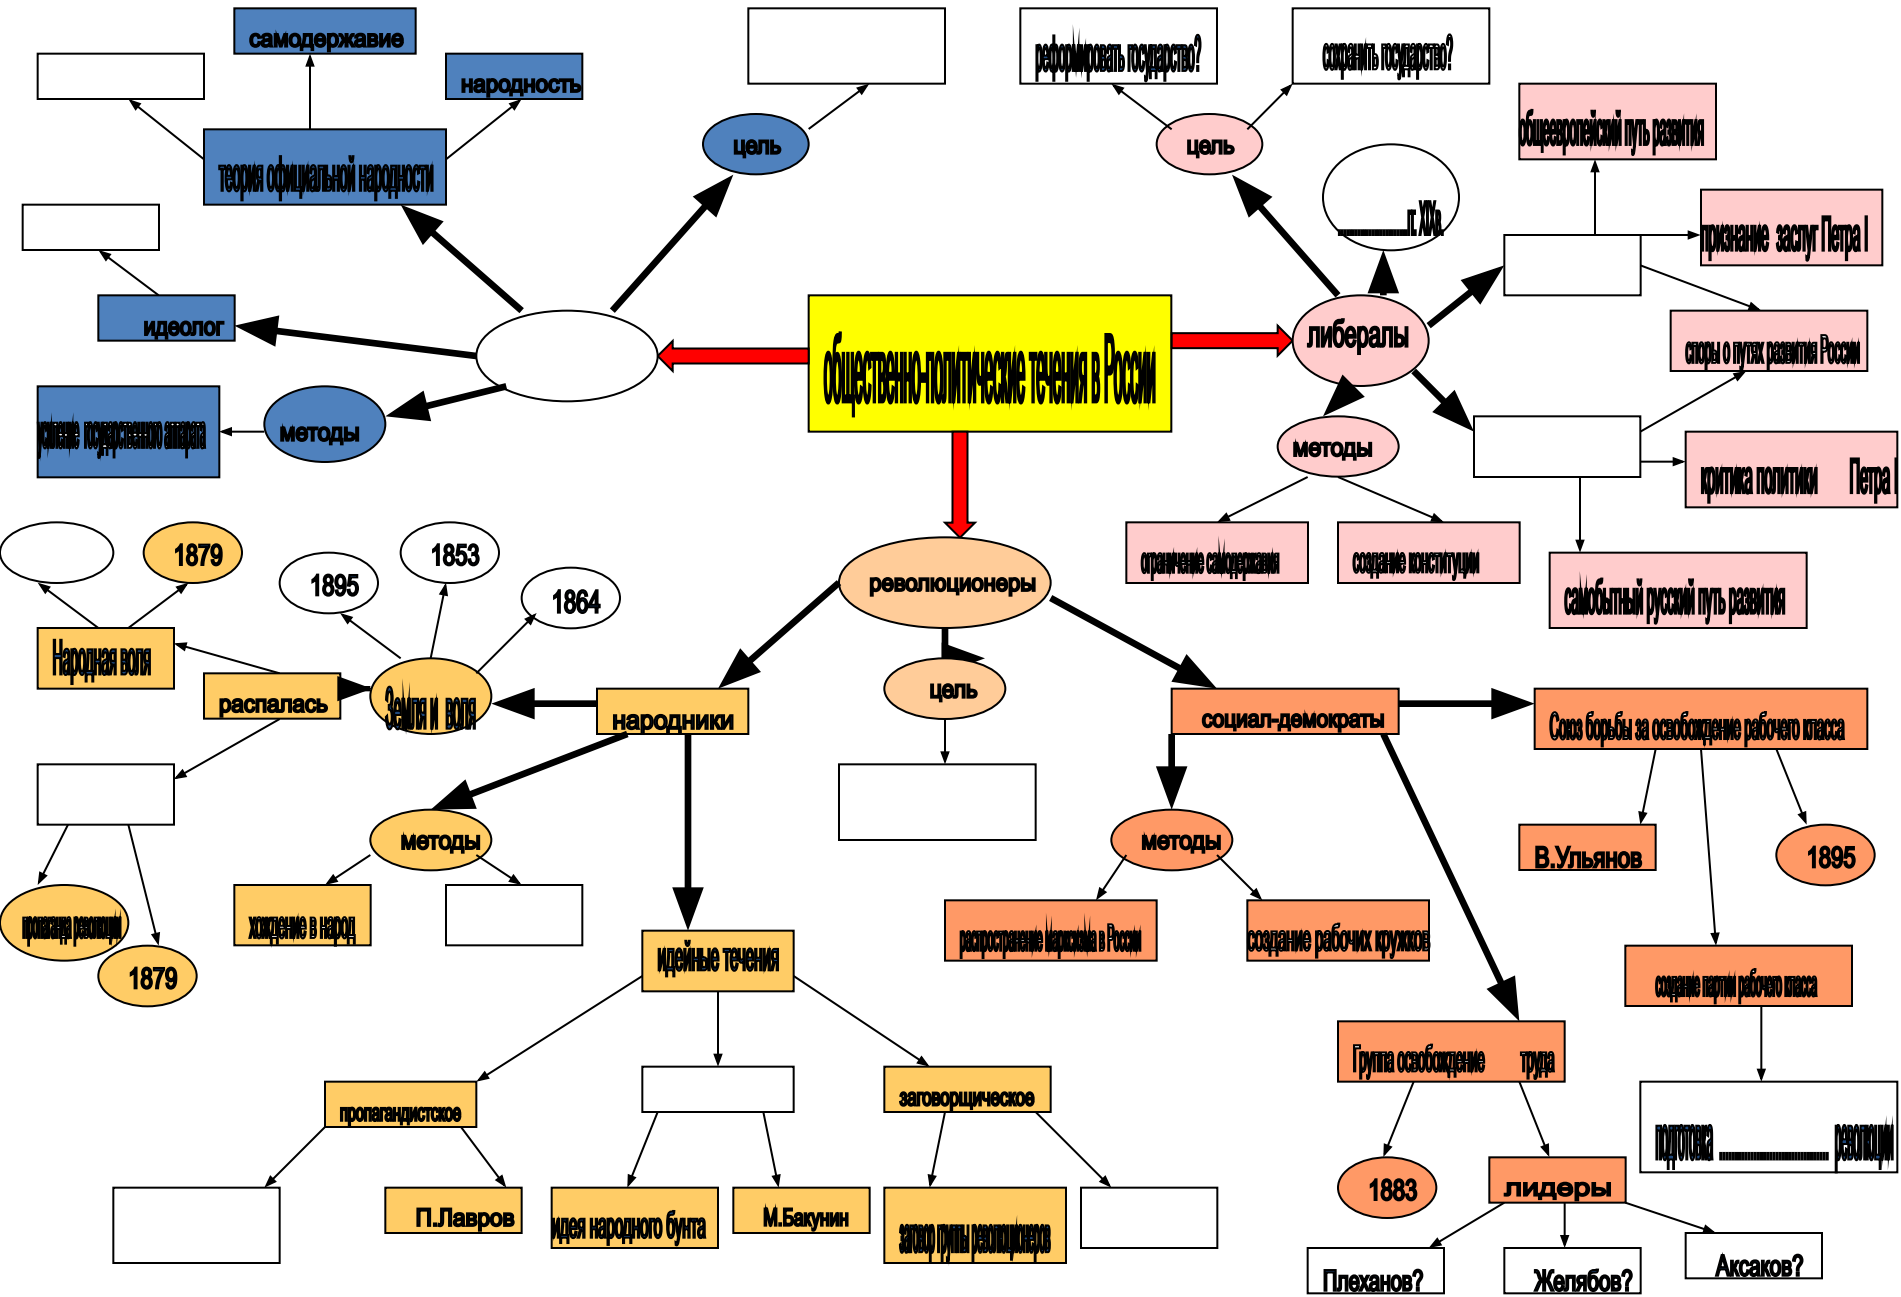 самодержавие
народность
теория официальной народности
цель
идеолог
методы
усиление государственного аппарата
общественно-политические течения в России
реформировать государство?
сохранить государство?
цель
....................гг. XIXв.
либералы
общеевропейский путь развития
признание заслуг Петра I
споры о путях развития России
критика политики Петра I
самобытный русский путь развития
методы
ограничение самодержавия
создание конституции
революционеры
цель
1879
1895
1853
1864
Народная воля
распалась
Земля и воля
народники
методы
хождение в народ
пропаганда революции
1879
идейные течения
пропагандистское
заговорщическое
П.Лавров
идея народного бунта
М.Бакунин
заговор группы революционеров
социал-демократы
методы
распространение марксизма в России
создание рабочих кружков
Союз борьбы за освобождение рабочего класса
В.Ульянов
1895
создание партии рабочего класса
подготовка .............................. революции
Группа освобождение труда
1883
лидеры
Плеханов?
Желябов?
Аксаков?